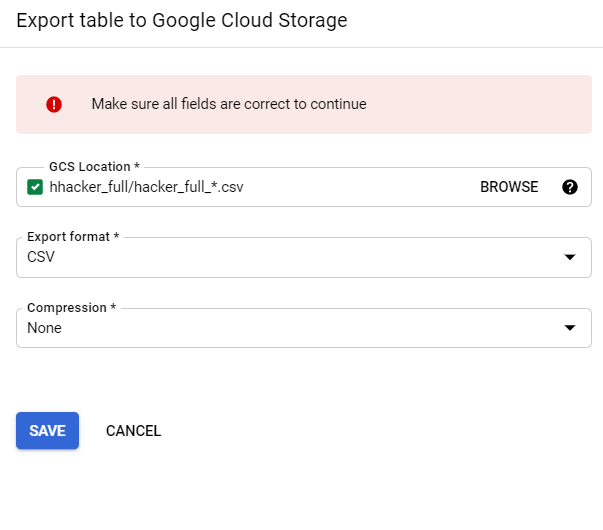 Export table to Google Cloud Storage
Make sure all fields are correct to continue
GCS Location *
hhacker_full/hacker_full_*.csv BROWSE
Export format *
CSV
Compression *
None
SAVE CANCEL